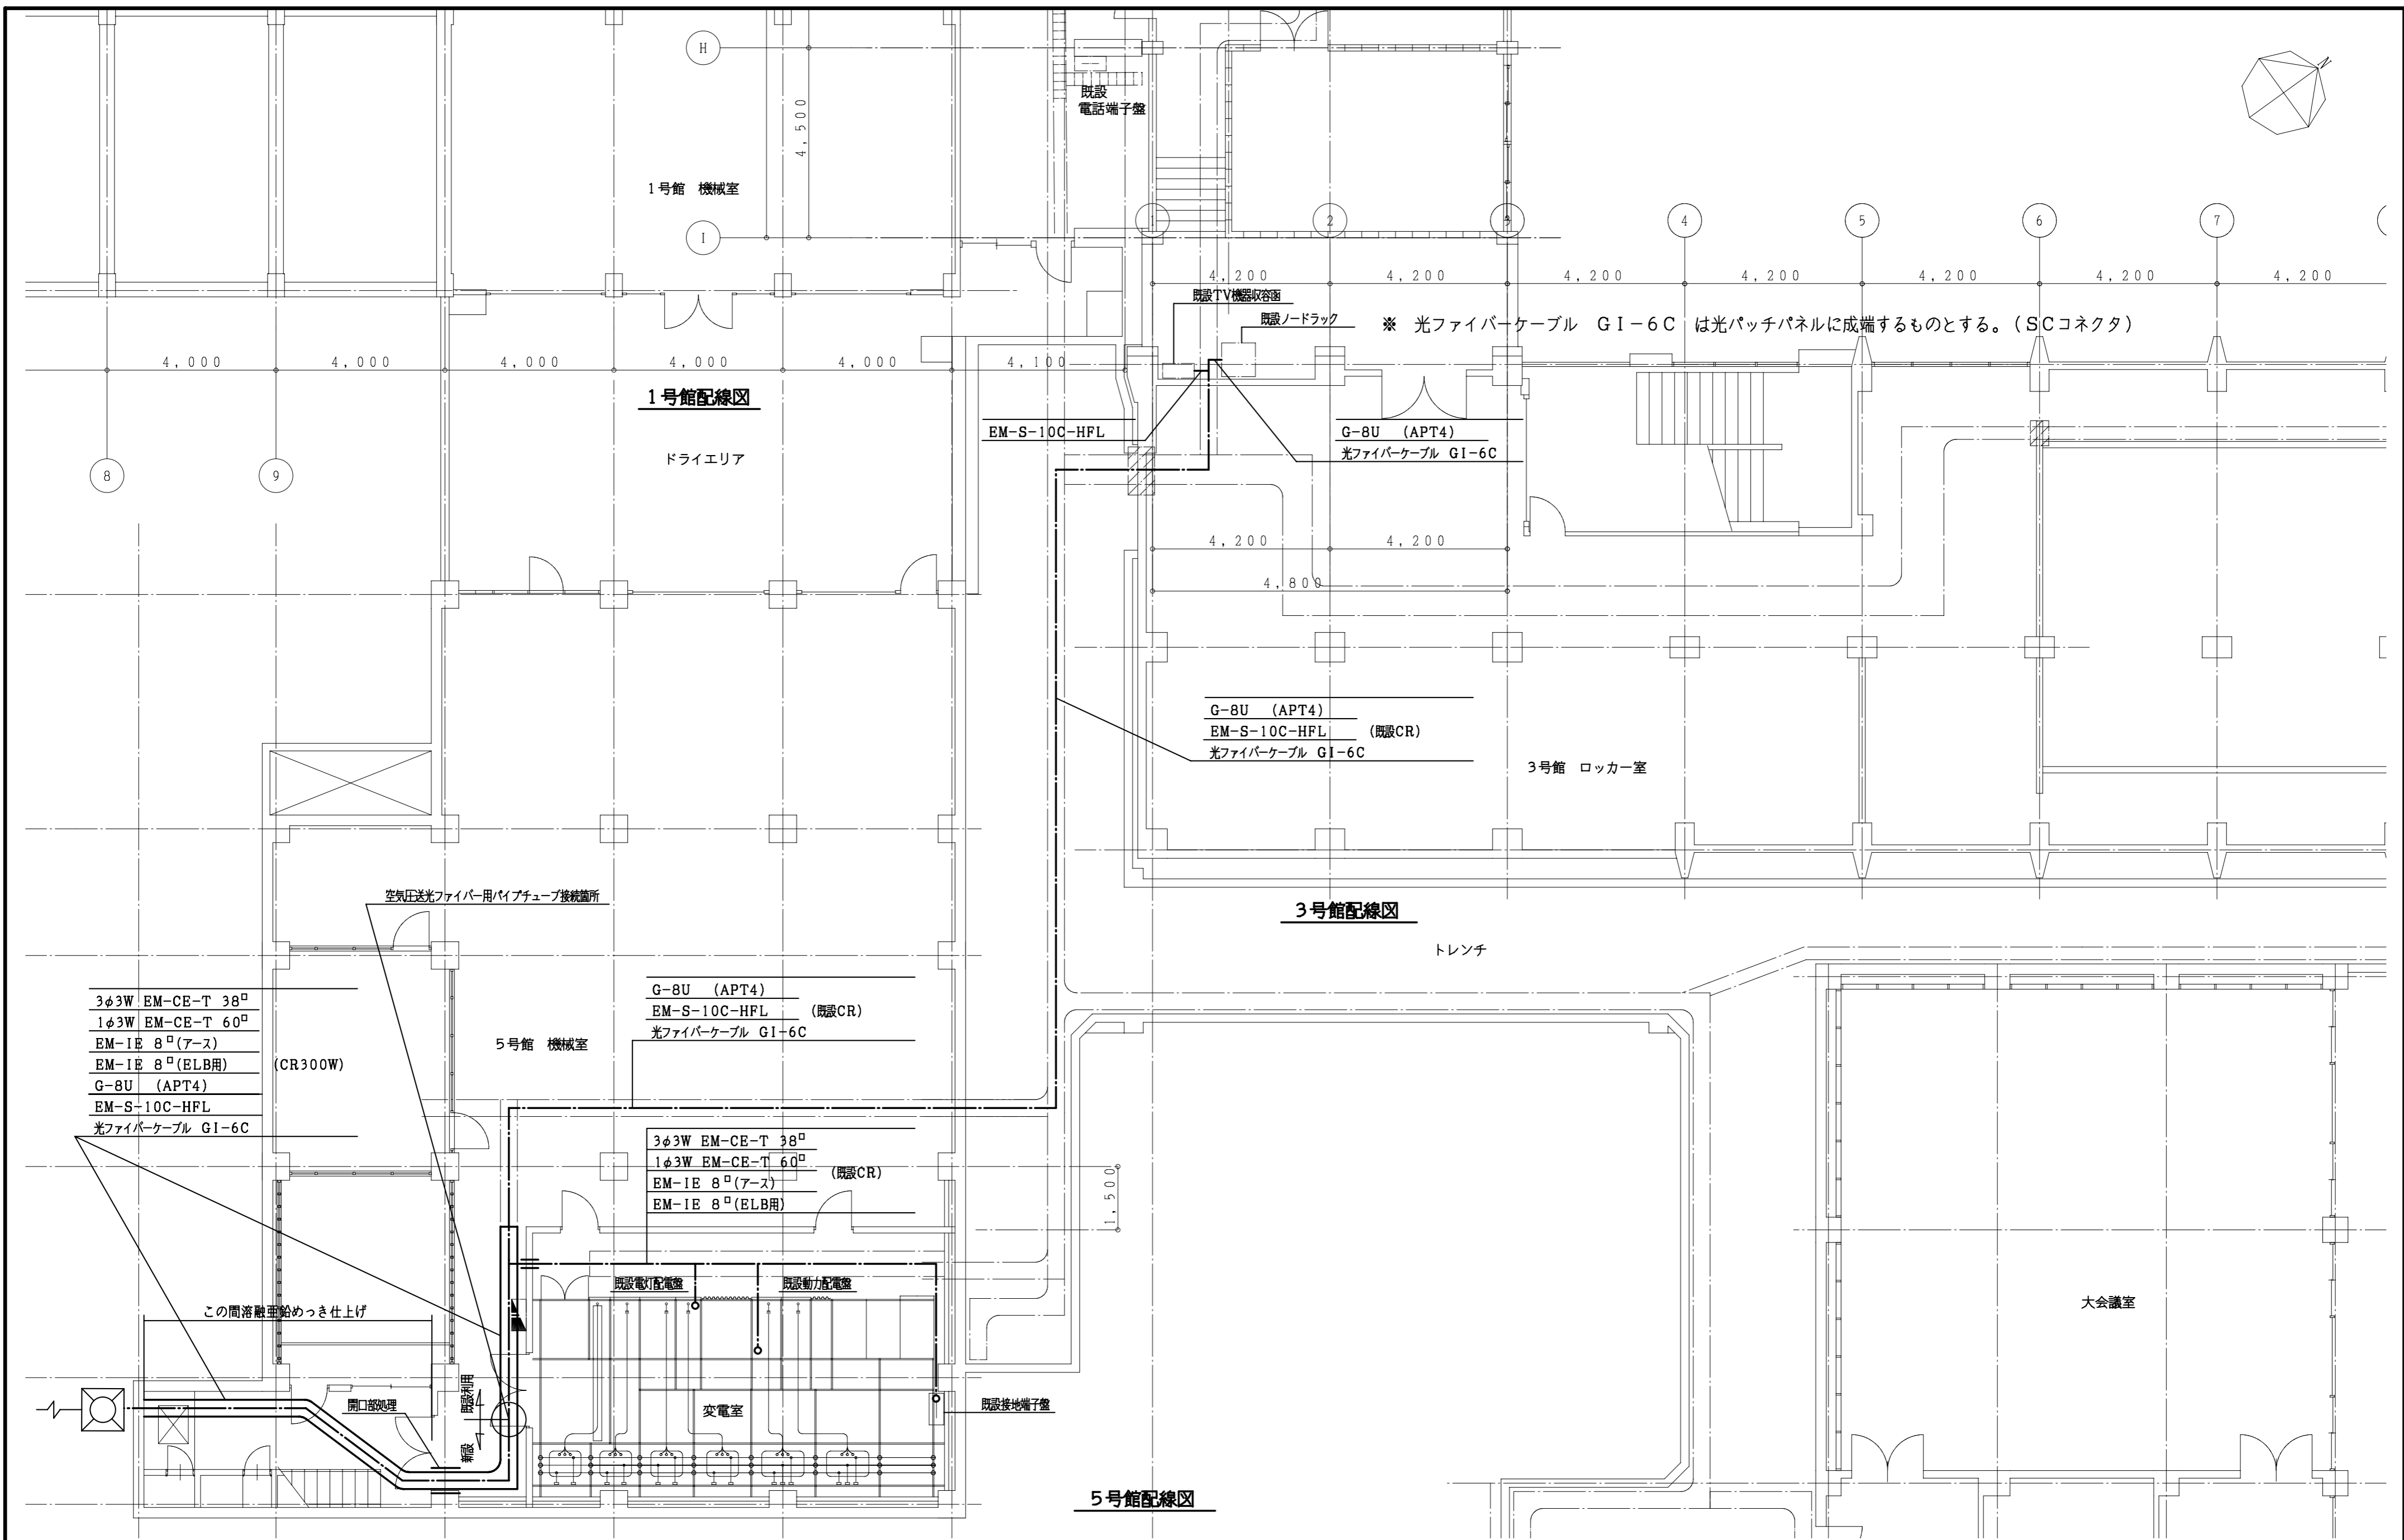 H
N
4,500
既設
電話端子盤
1号館 機械室
I
1
2
3
4
5
6
7
4,200
4,200
4,200
4,200
4,200
4,200
4,200
既設TV機器収容函
既設ノードラック
※ 光ファイバーケーブル GI-6C は光パッチパネルに成端するものとする。(SCコネクタ)
4,000
4,000
4,000
4,000
4,000
4,100
1号館配線図
EM-S-10C-HFL
G-8U (APT4)
光ファイバーケーブル GI-6C
ドライエリア
8
9
4,200
4,200
4,800
G-8U (APT4)
EM-S-10C-HFL (既設CR)
光ファイバーケーブル GI-6C
3号館 ロッカー室
空気圧送光ファイバー用パイプチューブ接続箇所
3号館配線図
トレンチ
3φ3W EM-CE-T 38□
1φ3W EM-CE-T 60□
EM-IE 8□(アース)
EM-IE 8□(ELB用) (CR300W)
G-8U (APT4)
EM-S-10C-HFL
光ファイバーケーブル GI-6C
5号館 機械室
G-8U (APT4)
EM-S-10C-HFL (既設CR)
光ファイバーケーブル GI-6C
3φ3W EM-CE-T 38□
1φ3W EM-CE-T 60□
(既設CR)
EM-IE 8□(アース)
EM-IE 8□(ELB用)
1,500
既設電灯配電盤
既設動力配電盤
この間溶融亜鉛めっき仕上げ
大会議室
開口部処理
既設利用
新設
変電室
既設接地端子盤
5号館配線図